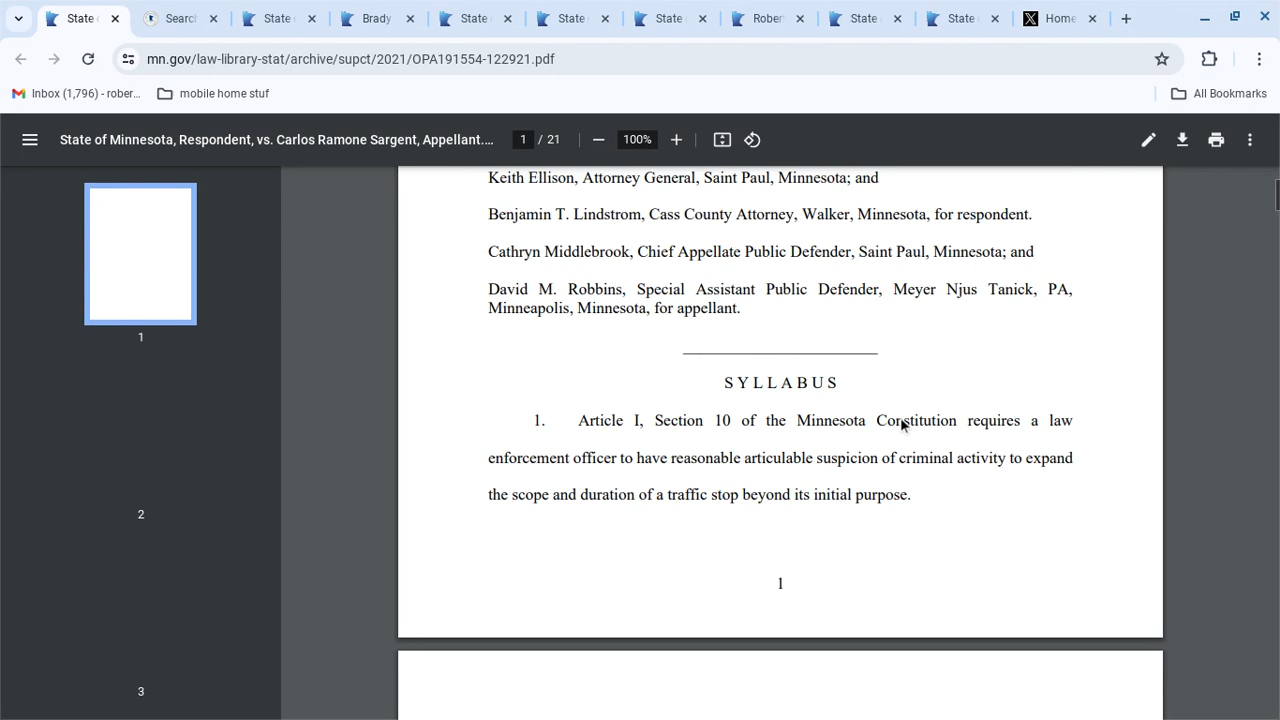 State
Search
State
Brady
State
State
State
Rober
State
State
X Home
mn.gov/law-library-stat/archive/supct/2021/OPA191554-122921.pdf
Inbox (1,796) - rober...
mobile home stuf
All Bookmarks
State of Minnesota, Respondent, vs. Carlos Ramone Sargent, Appellant....
1 / 21
100%
Keith Ellison, Attorney General, Saint Paul, Minnesota; and
Benjamin T. Lindstrom, Cass County Attorney, Walker, Minnesota, for respondent.
Cathryn Middlebrook, Chief Appellate Public Defender, Saint Paul, Minnesota; and
David M. Robbins, Special Assistant Public Defender, Meyer Njus Tanick, PA,
Minneapolis, Minnesota, for appellant.
S Y L L A B U S
1. Article I, Section 10 of the Minnesota Constitution requires a law
enforcement officer to have reasonable articulable suspicion of criminal activity to expand
the scope and duration of a traffic stop beyond its initial purpose.
1
1
2
3